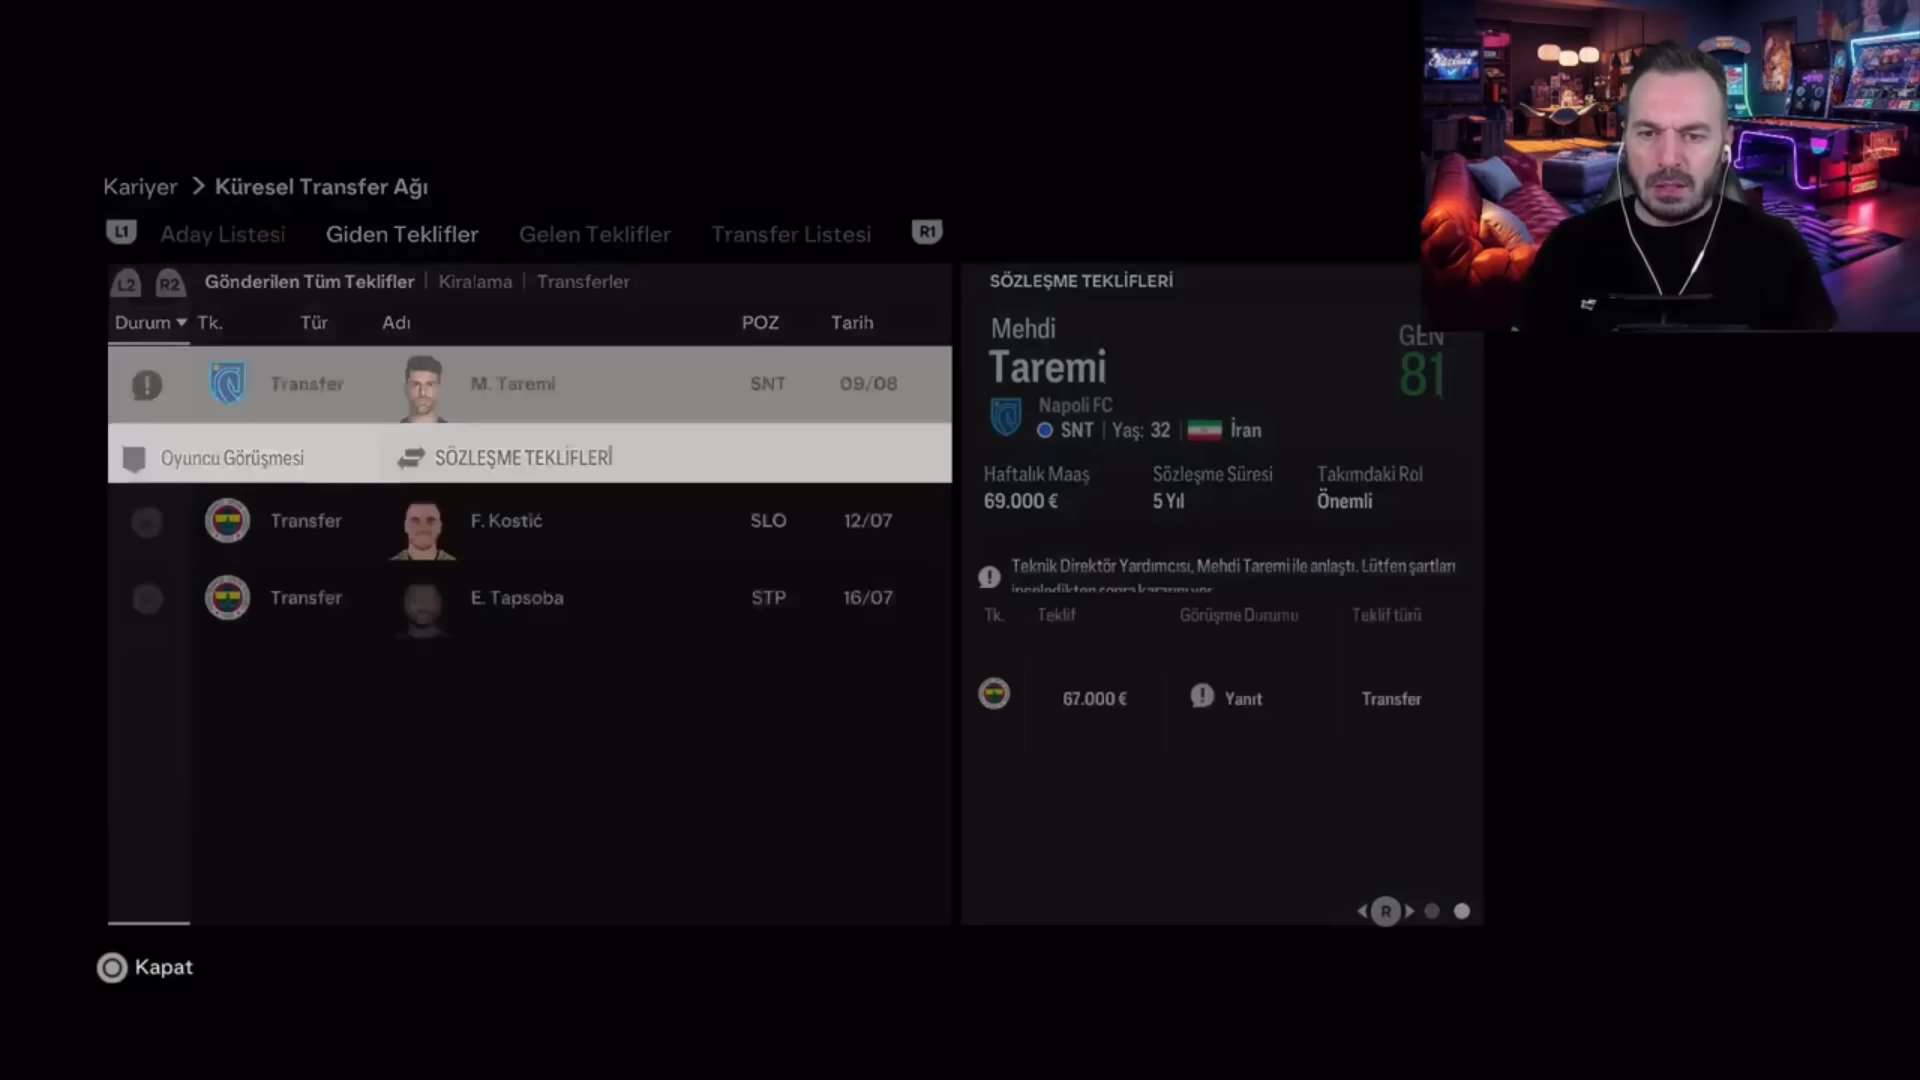 Kariyer > Küresel Transfer Ağı
L1 Aday Listesi Giden Teklifler Gelen Teklifler Transfer Listesi R1
L2 R2 Gönderilen Tüm Teklifler | Kiralama | Transferler
Durum Tk. Tür Adı POZ Tarih
Transfer M. Taremi SNT 09/08
Oyuncu Görüşmesi SÖZLEŞME TEKLİFLERİ
Transfer F. Kostić SLO 12/07
Transfer E. Tapsoba STP 16/07
SÖZLEŞME TEKLİFLERİ
Mehdi
Taremi
GEN
81
Napoli FC
SNT | Yaş: 32 | İran
Haftalık Maaş Sözleşme Süresi Takımdaki Rol
69.000 € 5 Yıl Önemli
Teknik Direktör Yardımcısı, Mehdi Taremi ile anlaştı. Lütfen şartları
inceledikten sonra kararını ver.
Tk. Teklif Görüşme Durumu Teklif türü
67.000 € Yanıt Transfer
R
Kapat